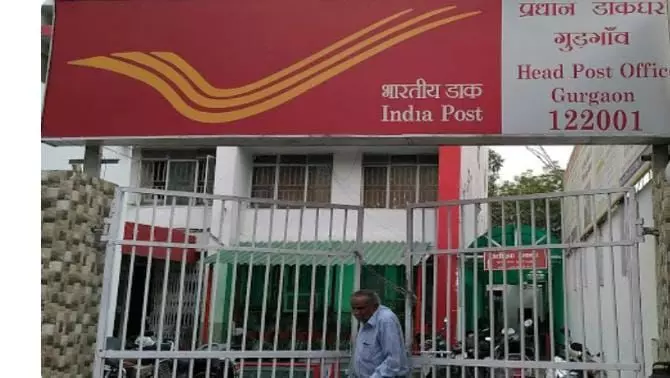 भारतीय डाक
India Post
प्रधान डाकघर
गुड़गाँव
Head Post Office
Gurgaon
122001